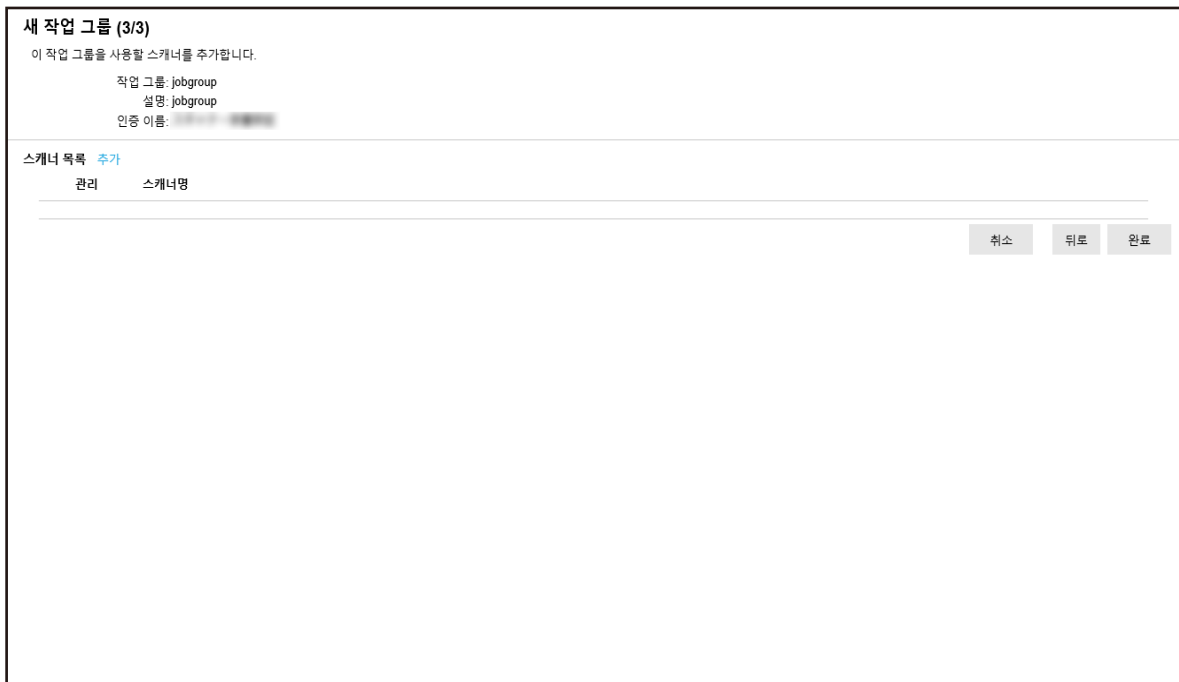 새 작업 그룹 (3/3)
이 작업 그룹을 사용할 스캐너를 추가합니다.
작업 그룹: jobgroup
설명: jobgroup
인증 이름:
스캐너 목록 추가
관리 스캐너명
취소 뒤로 완료